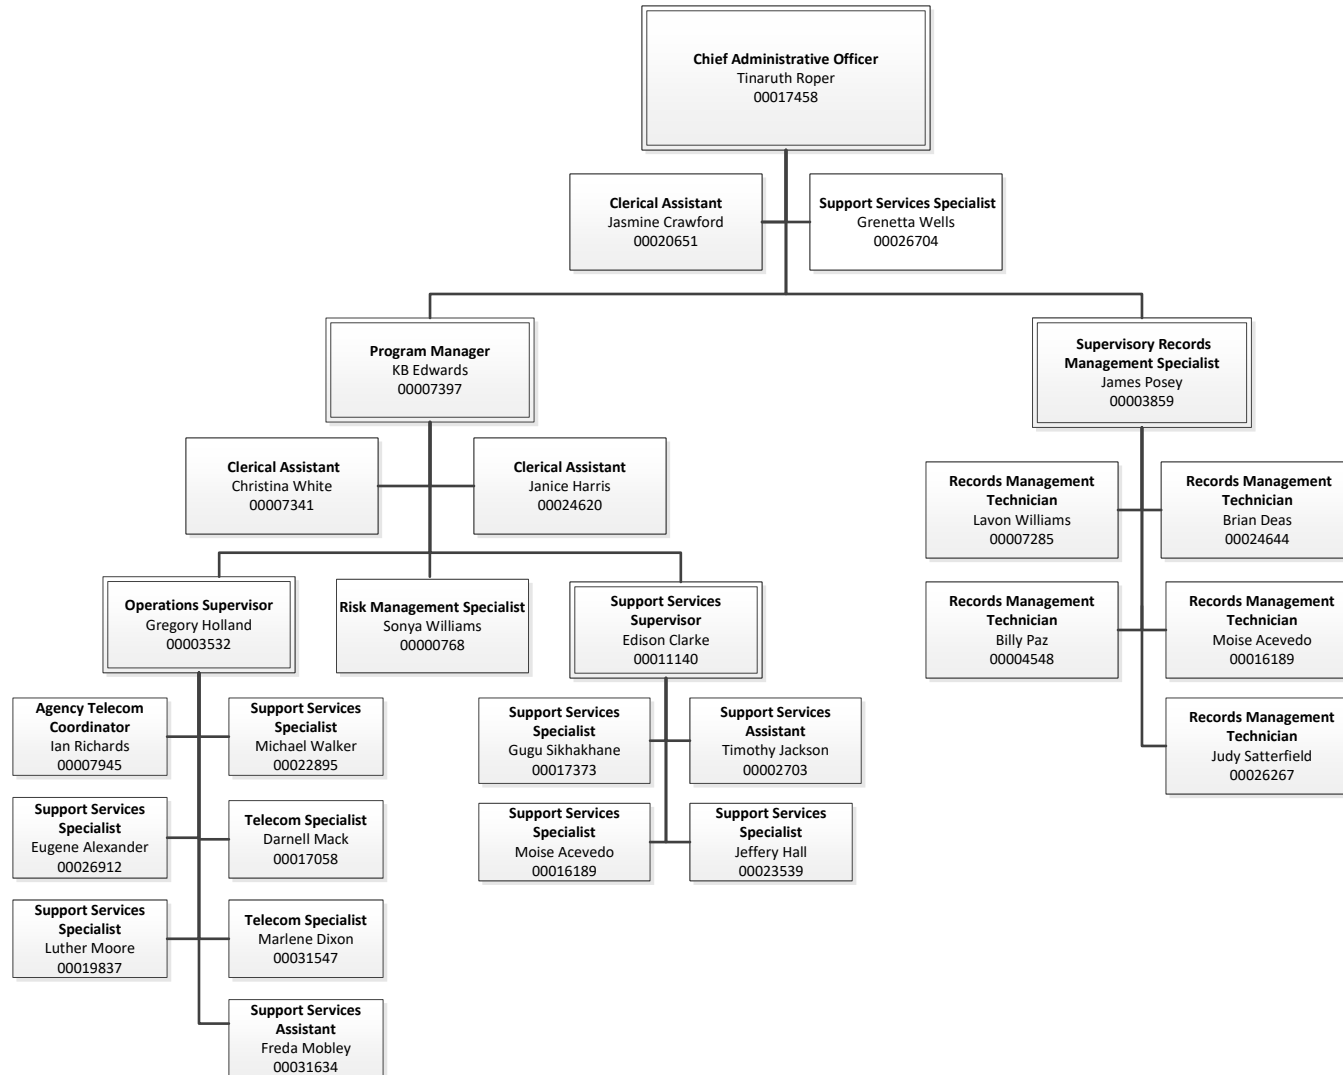 Chief Administrative Officer
Tinaruth Roper
00017458
Clerical Assistant
Jasmine Crawford
00020651
Support Services Specialist
Grenetta Wells
00026704
Program Manager
KB Edwards
00007397
Supervisory Records
Management Specialist
James Posey
00003859
Clerical Assistant
Christina White
00007341
Clerical Assistant
Janice Harris
00024620
Records Management
Technician
Lavon Williams
00007285
Records Management
Technician
Brian Deas
00024644
Operations Supervisor
Gregory Holland
00003532
Risk Management Specialist
Sonya Williams
00000768
Support Services
Supervisor
Edison Clarke
00011140
Records Management
Technician
Billy Paz
00004548
Records Management
Technician
Moise Acevedo
00016189
Agency Telecom
Coordinator
Ian Richards
00007945
Support Services
Specialist
Michael Walker
00022895
Support Services
Specialist
Gugu Sikhakhane
00017373
Support Services
Assistant
Timothy Jackson
00002703
Records Management
Technician
Judy Satterfield
00026267
Support Services
Specialist
Eugene Alexander
00026912
Telecom Specialist
Darnell Mack
00017058
Support Services
Specialist
Moise Acevedo
00016189
Support Services
Specialist
Jeffery Hall
00023539
Support Services
Specialist
Luther Moore
00019837
Telecom Specialist
Marlene Dixon
00031547
Support Services
Assistant
Freda Mobley
00031634